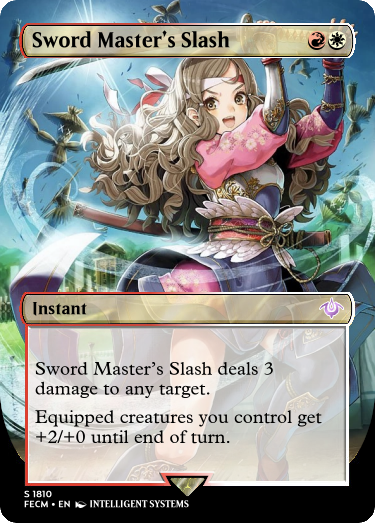 Sword Master's Slash
Instant
Sword Master's Slash deals 3
damage to any target.
Equipped creatures you control get
+2/+0 until end of turn.
S 1810
FECM • EN INTELLIGENT SYSTEMS